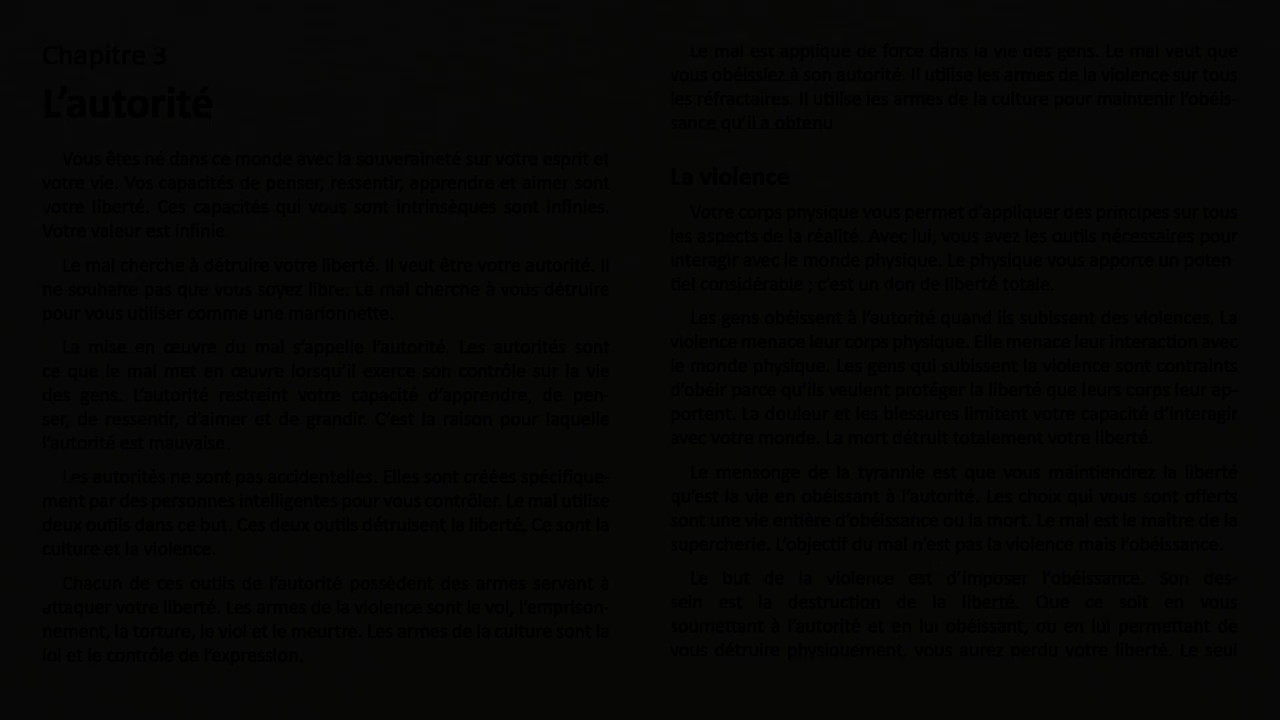 Chapitre 3
L'autorité
Vous êtes né dans ce monde avec la souveraineté sur votre esprit et
votre vie. Vos capacités de penser, ressentir, apprendre et aimer sont
votre liberté. Ces capacités qui vous sont intrinsèques sont infinies.
Votre valeur est infinie.
Le mal cherche à détruire votre liberté. Il veut être votre autorité. Il
ne souhaite pas que vous soyez libre. Le mal cherche à vous détruire
pour vous utiliser comme une marionnette.
La mise en œuvre du mal s'appelle l'autorité. Les autorités sont
ce que le mal met en œuvre lorsqu'il exerce son contrôle sur la vie
des gens. L'autorité restreint votre capacité d'apprendre, de pen-
ser, de ressentir, d'aimer et de grandir. C'est la raison pour laquelle
l'autorité est mauvaise.
Les autorités ne sont pas accidentelles. Elles sont créées spécifique-
ment par des personnes intelligentes pour vous contrôler. Le mal utilise
deux outils dans ce but. Ces deux outils détruisent la liberté. Ce sont la
culture et la violence.
Chacun de ces outils de l'autorité possèdent des armes servant à
attaquer votre liberté. Les armes de la violence sont le vol, l'emprison-
nement, la torture, le viol et le meurtre. Les armes de la culture sont la
loi et le contrôle de l'expression.
Le mal est appliqué de force dans la vie des gens. Le mal veut que
vous obéissiez à son autorité. Il utilise les armes de la violence sur tous
les réfractaires. Il utilise les armes de la culture pour maintenir l'obéis-
sance qu'il a obtenu
La violence
Votre corps physique vous permet d'appliquer des principes sur tous
les aspects de la réalité. Avec lui, vous avez les outils nécessaires pour
interagir avec le monde physique. Le physique vous apporte un poten
tiel considérable ; c'est un don de liberté totale.
Les gens obéissent à l'autorité quand ils subissent des violences. La
violence menace leur corps physique. Elle menace leur interaction avec
le monde physique. Les gens qui subissent la violence sont contraints
d'obéir parce qu'ils veulent protéger la liberté que leurs corps leur ap-
portent. La douleur et les blessures limitent votre capacité d'interagir
avec votre monde. La mort détruit totalement votre liberté.
Le mensonge de la tyrannie est que vous maintiendrez la liberté
qu'est la vie en obéissant à l'autorité. Les choix qui vous sont offerts
sont une vie entière d'obéissance ou la mort. Le mal est le maître de la
supercherie. L'objectif du mal n'est pas la violence mais l'obéissance.
Le but de la violence est d'imposer l'obéissance. Son des-
sein est la destruction de la liberté. Que ce soit en vous
soumettant à l'autorité et en lui obéissant, ou en lui permettant de
vous détruire physiquement, vous aurez perdu votre liberté. Le seul